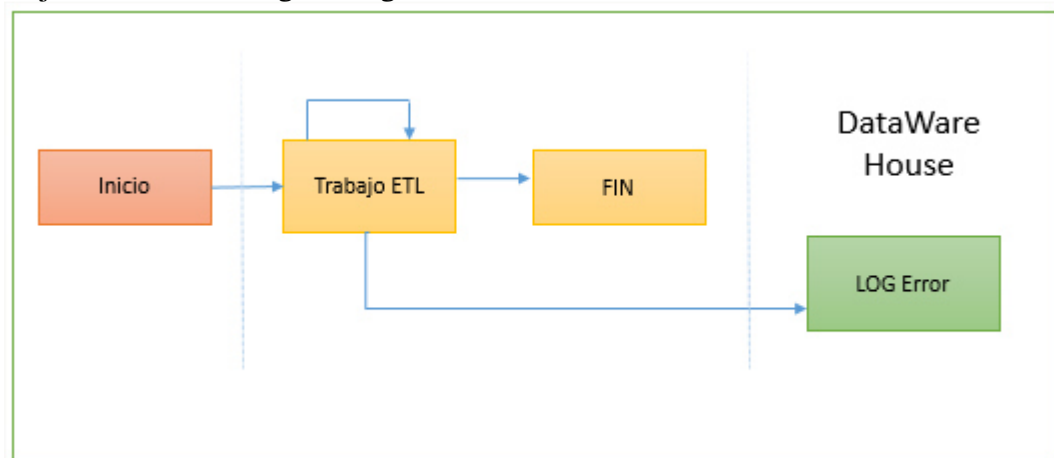 DataWare
House
Inicio
Trabajo ETL
FIN
LOG Error